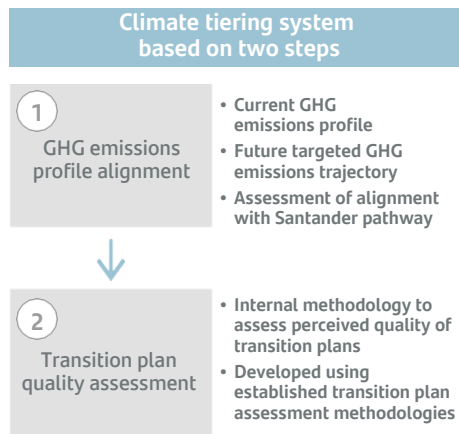 Climate tiering system
based on two steps
1
GHG emissions
profile alignment
• Current GHG
emissions profile
• Future targeted GHG
emissions trajectory
• Assessment of alignment
with Santander pathway
2
Transition plan
quality assessment
• Internal methodology to
assess perceived quality of
transition plans
• Developed using
established transition plan
assessment methodologies